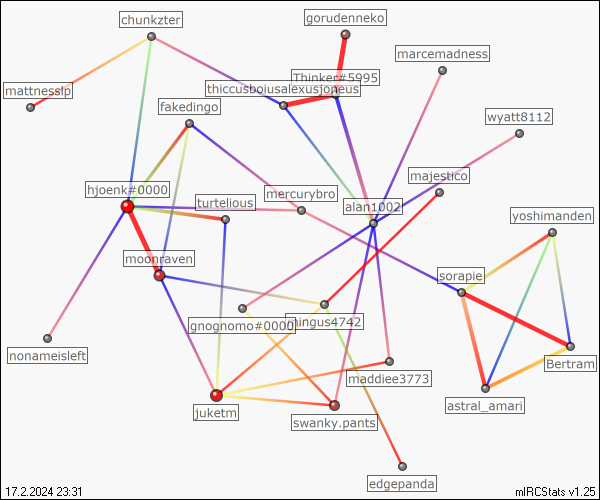 chunkzter
gorudenneko
marcemadness
Thinker#5995
thiccusboiusalexusjoneus
mattnesslp
fakedingo
wyatt8112
majestico
hjoenk#0000
mercurybro
turtelious
alan1002
yoshimanden
moonraven
sorapie
gnognomo#0000
mingus4742
nonameisleft
Bertram
maddiee3773
astral_amari
juketm
swanky.pants
edgepanda
17.2.2024 23:31
mIRCStats v1.25